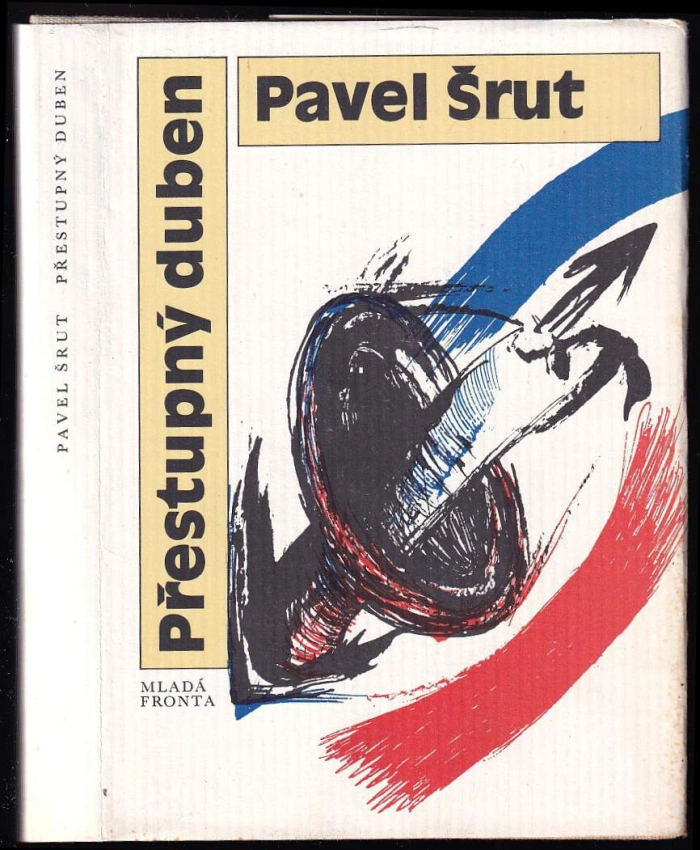 PAVEL ŠRUT PŘESTUPNÝ DUBEN
Přestupný duben
Pavel Šrut
MLADÁ
FRONTA